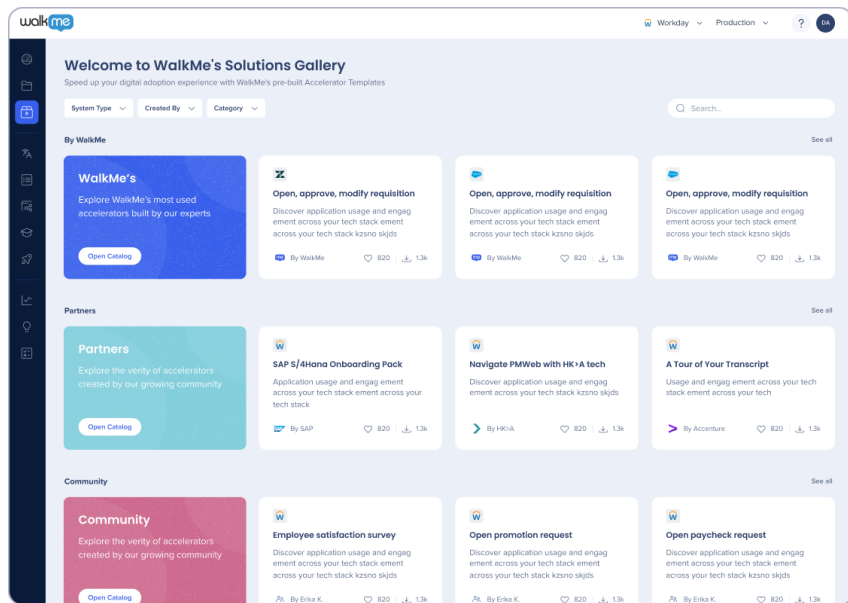 walk me
Workday
Production
?
DA
Welcome to WalkMe's Solutions Gallery
Speed up your digital adoption experience with WalkMe's pre-built Accelerator Templates
System Type
Created By
Category
Search...
By WalkMe
See all
WalkMe's
Explore WalkMe's most used
accelerators built by our experts
Open Catalog
Open, approve, modify requisition
Discover application usage and engag
ement across your tech stack ement
across your tech stack kzsno skjds
me By WalkMe
820
1.3k
Open, approve, modify requisition
Discover application usage and engag
ement across your tech stack ement
across your tech stack kzsno skjds
me By WalkMe
820
1.3k
Open, approve, modify requisition
Discover application usage and engag
ement across your tech stack ement
across your tech stack kzsno skjds
me By WalkMe
820
1.3k
Partners
See all
Partners
Explore the verity of accelerators
created by our growing community
Open Catalog
SAP S/4Hana Onboarding Pack
Application usage and engag ement
across your tech stack ement across your
tech stack
SAP By SAP
820
1.3k
Navigate PMWeb with HK>A tech
Discover application usage and engag
ement across your tech stack kzsno skjds
By HK>A
820
1.3k
A Tour of Your Transcript
Usage and engag ement across your tech
stack ement across your tech
By Accenture
820
1.3k
Community
See all
Community
Explore the verity of accelerators
created by our growing community
Open Catalog
Employee satisfaction survey
Discover application usage and engag
ement across your tech stack ement
across your tech stack kzsno skjds
By Erika K.
820
1.3k
Open promotion request
Discover application usage and engag
ement across your tech stack ement
across your tech stack kzsno skjds
By Erika K.
820
1.3k
Open paycheck request
Discover application usage and engag
ement across your tech stack ement
across your tech stack kzsno skjds
By Erika K.
820
1.3k